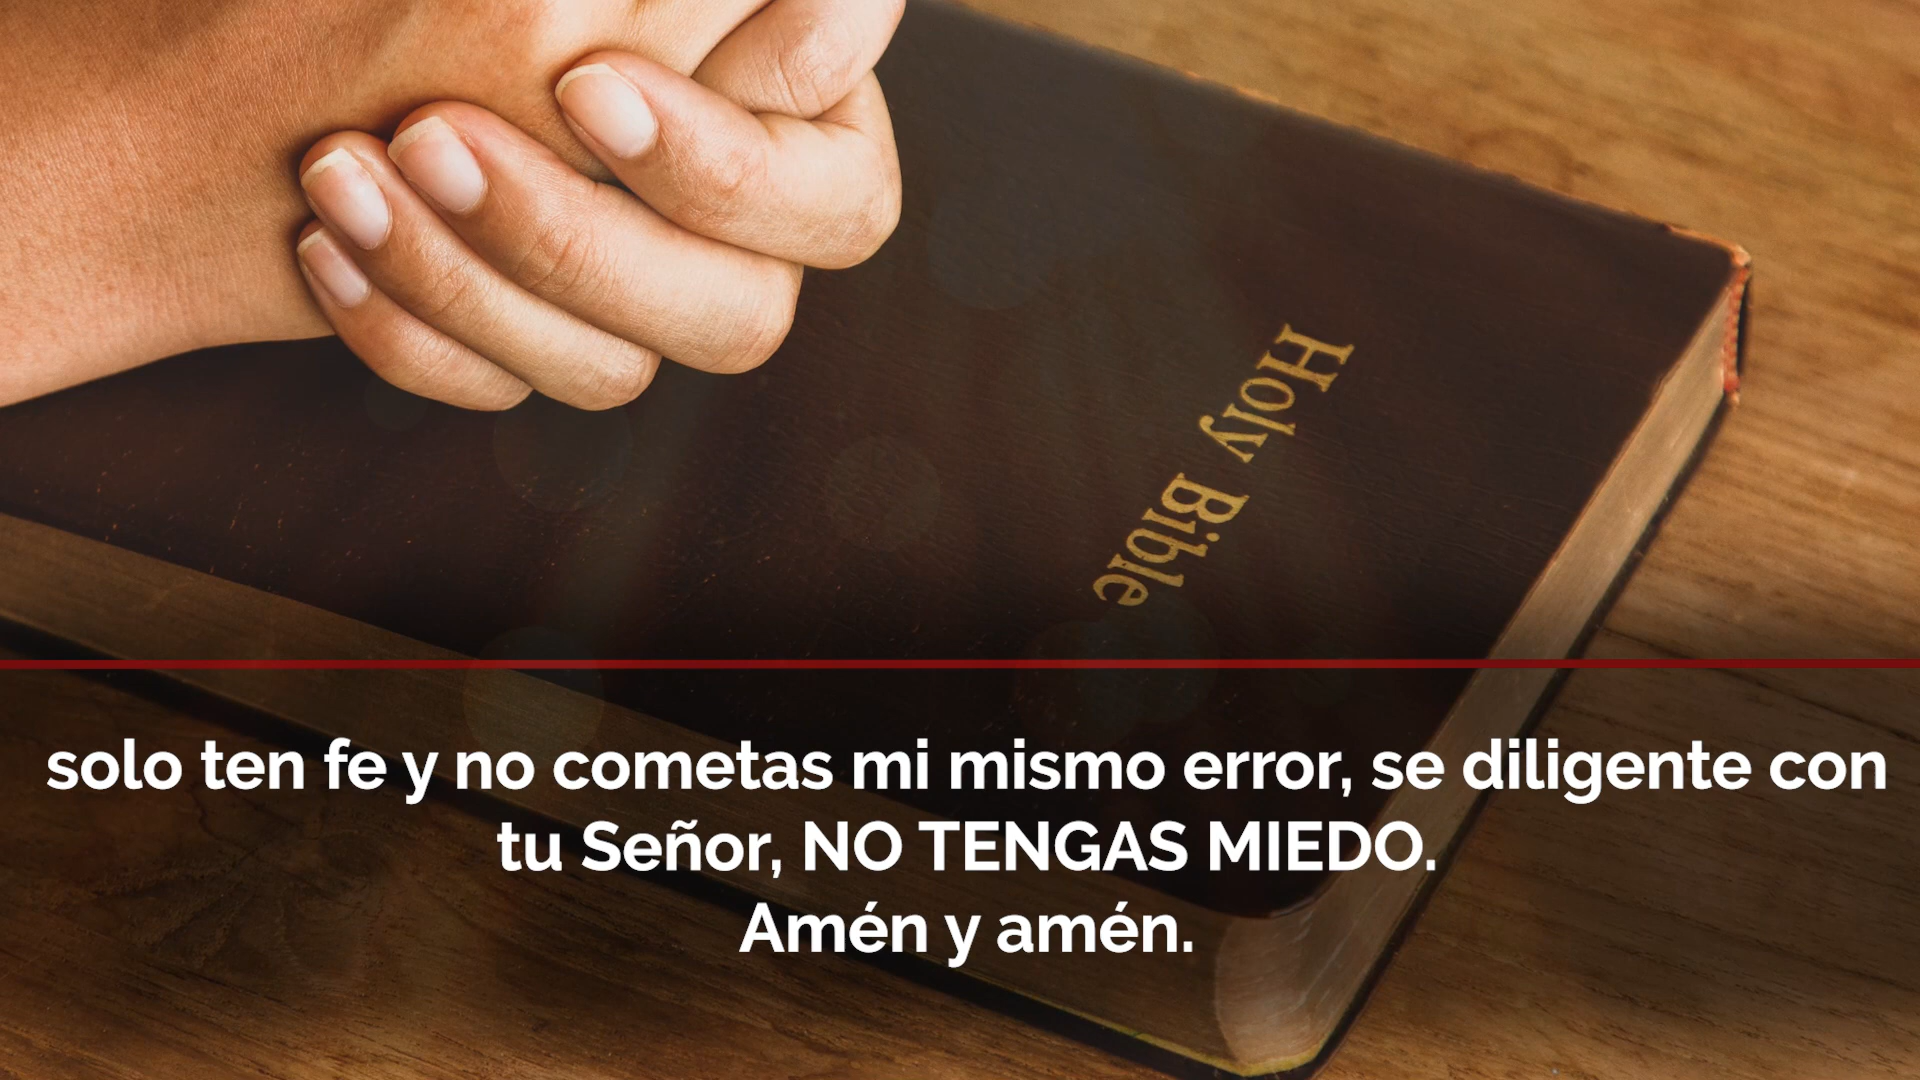 Holy Bible
solo ten fe y no cometas mi mismo error, se diligente con
tu Señor, NO TENGAS MIEDO.
Amén y amén.